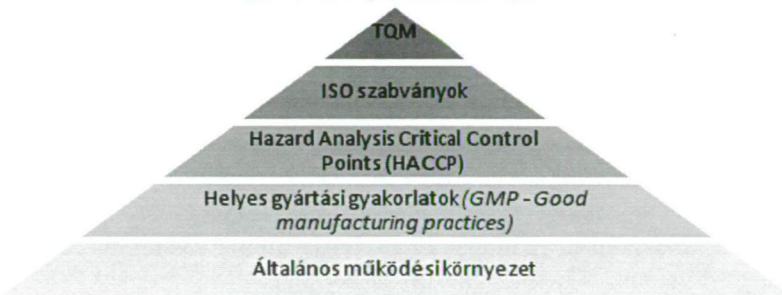 TQM
ISO szabványok
Hazard Analysis Critical Control
Points (HACCP)
Helyes gyártási gyakorlatok (GMP - Good
manufacturing practices)
Általános működési környezet